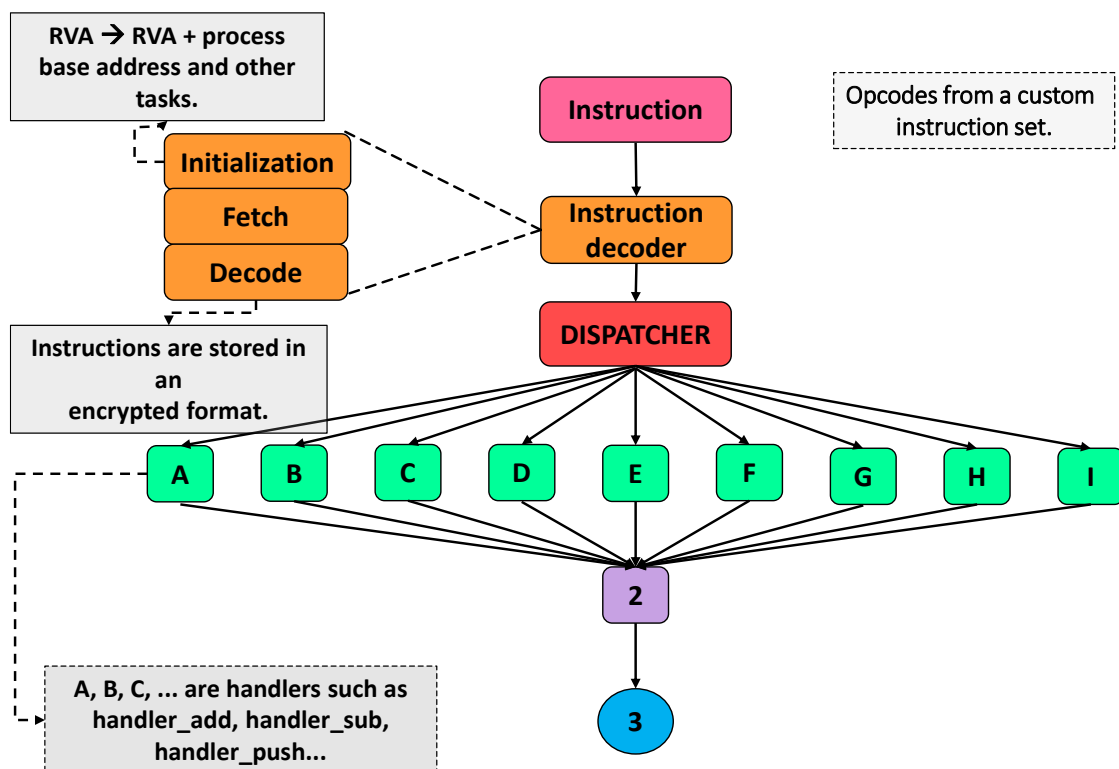 RVA → RVA + process
base address and other
tasks.
Instruction
Opcodes from a custom
instruction set.
Initialization
Fetch
Decode
Instruction
decoder
DISPATCHER
Instructions are stored in
an
encrypted format.
A
B
C
D
E
F
G
H
I
2
3
A, B, C, ... are handlers such as
handler_add, handler_sub,
handler_push...